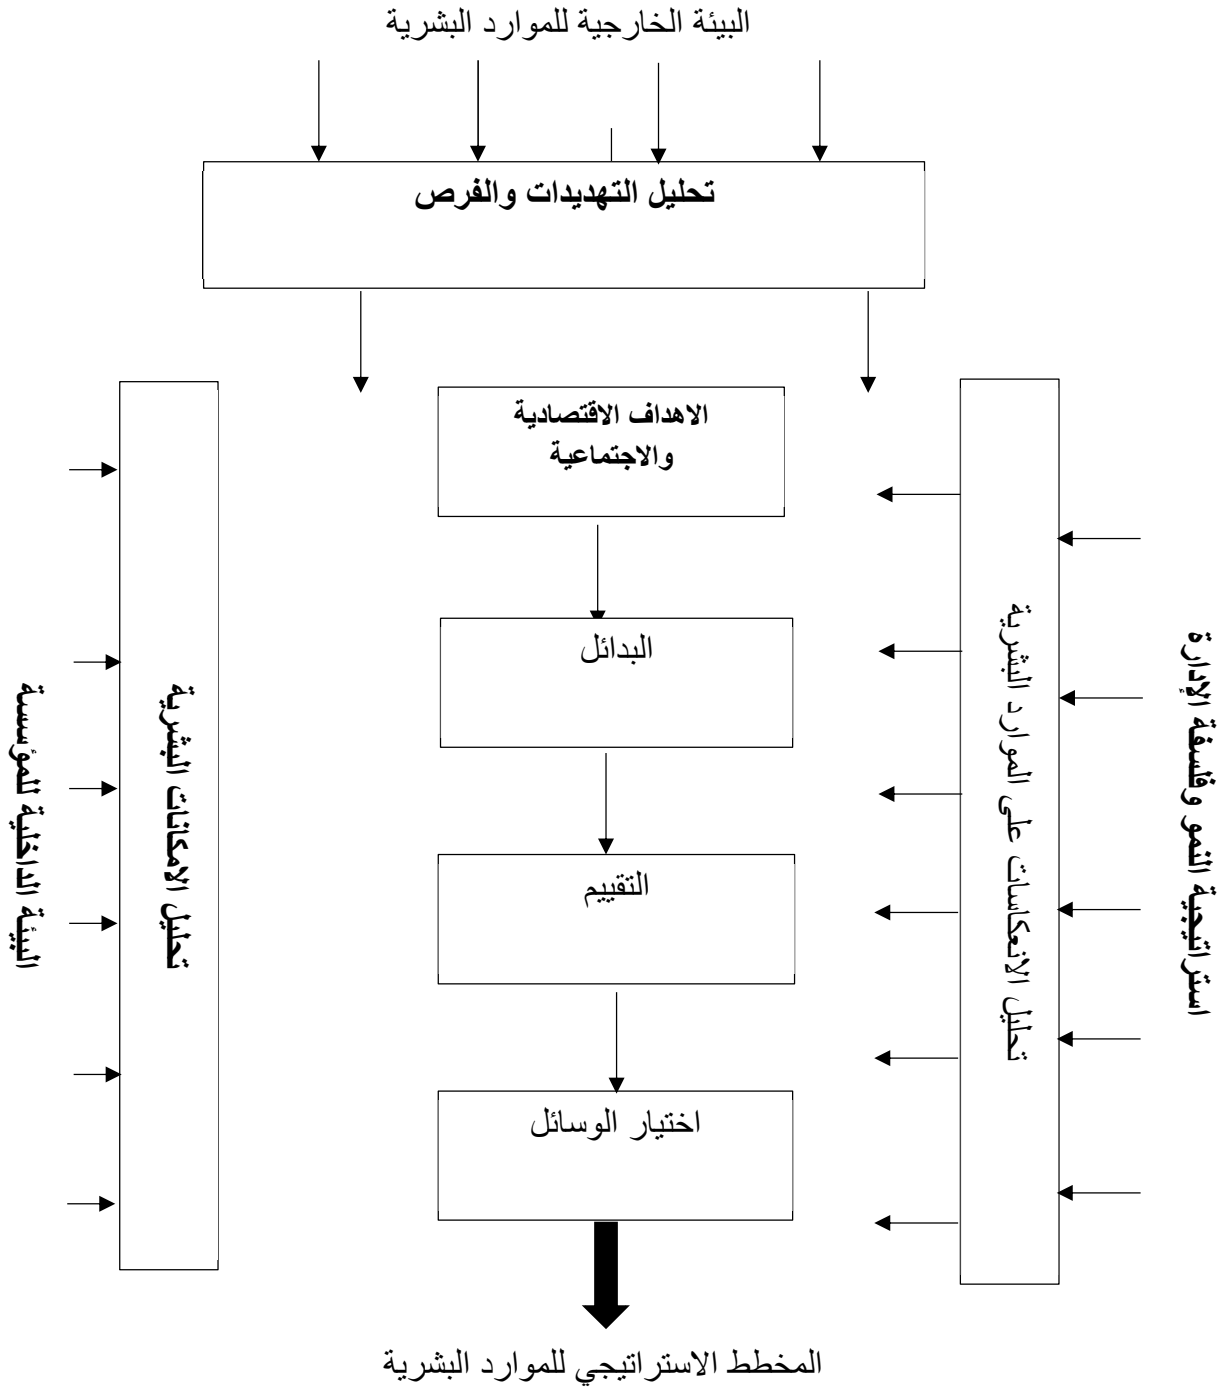 البيئة الخارجية للموارد البشرية
تحليل التهديدات والفرص
الاهداف الاقتصادية
والاجتماعية
البدائل
التقييم
اختيار الوسائل
استراتيجية النمو وفلسفة الإدارة
تحليل الانعكاسات على الموارد البشرية
تحليل الامكانات البشرية
البيئة الداخلية للمؤسسة
المخطط الاستراتيجي للموارد البشرية